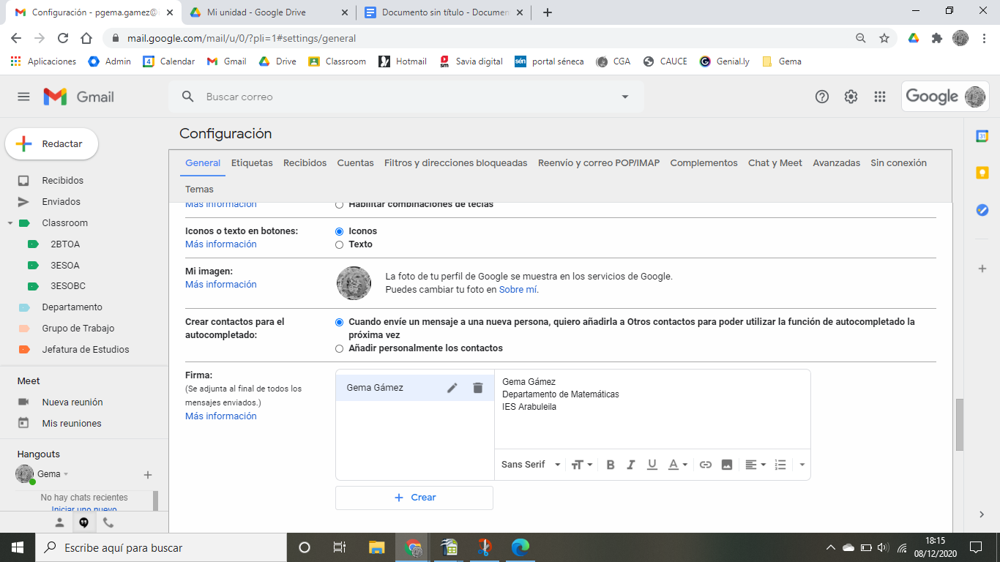 Configuración - pgema.gamez@
Mi unidad - Google Drive
Documento sin título - Documen
mail.google.com/mail/u/0/?pli=1#settings/general
Aplicaciones
Admin
Calendar
Gmail
Drive
Classroom
Hotmail
Savia digital
portal séneca
CGA
CAUCE
Genial.ly
Gema
Gmail
Buscar correo
Google
Redactar
Recibidos
Enviados
Classroom
2BTOA
3ESOA
3ESOBC
Departamento
Grupo de Trabajo
Jefatura de Estudios
Meet
Nueva reunión
Mis reuniones
Hangouts
Gema
No hay chats recientes
Iniciar uno nuevo
Configuración
General
Etiquetas
Recibidos
Cuentas
Filtros y direcciones bloqueadas
Reenvío y correo POP/IMAP
Complementos
Chat y Meet
Avanzadas
Sin conexión
Temas
Más información
Habilitar combinaciones de teclas
Iconos o texto en botones:
Más información
Iconos
Texto
Mi imagen:
Más información
La foto de tu perfil de Google se muestra en los servicios de Google.
Puedes cambiar tu foto en Sobre mí.
Crear contactos para el
autocompletado:
Cuando envíe un mensaje a una nueva persona, quiero añadirla a Otros contactos para poder utilizar la función de autocompletado la
próxima vez
Añadir personalmente los contactos
Firma:
(Se adjunta al final de todos los
mensajes enviados.)
Más información
Gema Gámez
Gema Gámez
Departamento de Matemáticas
IES Arabuleila
Sans Serif
Crear
Escribe aquí para buscar
18:15
08/12/2020